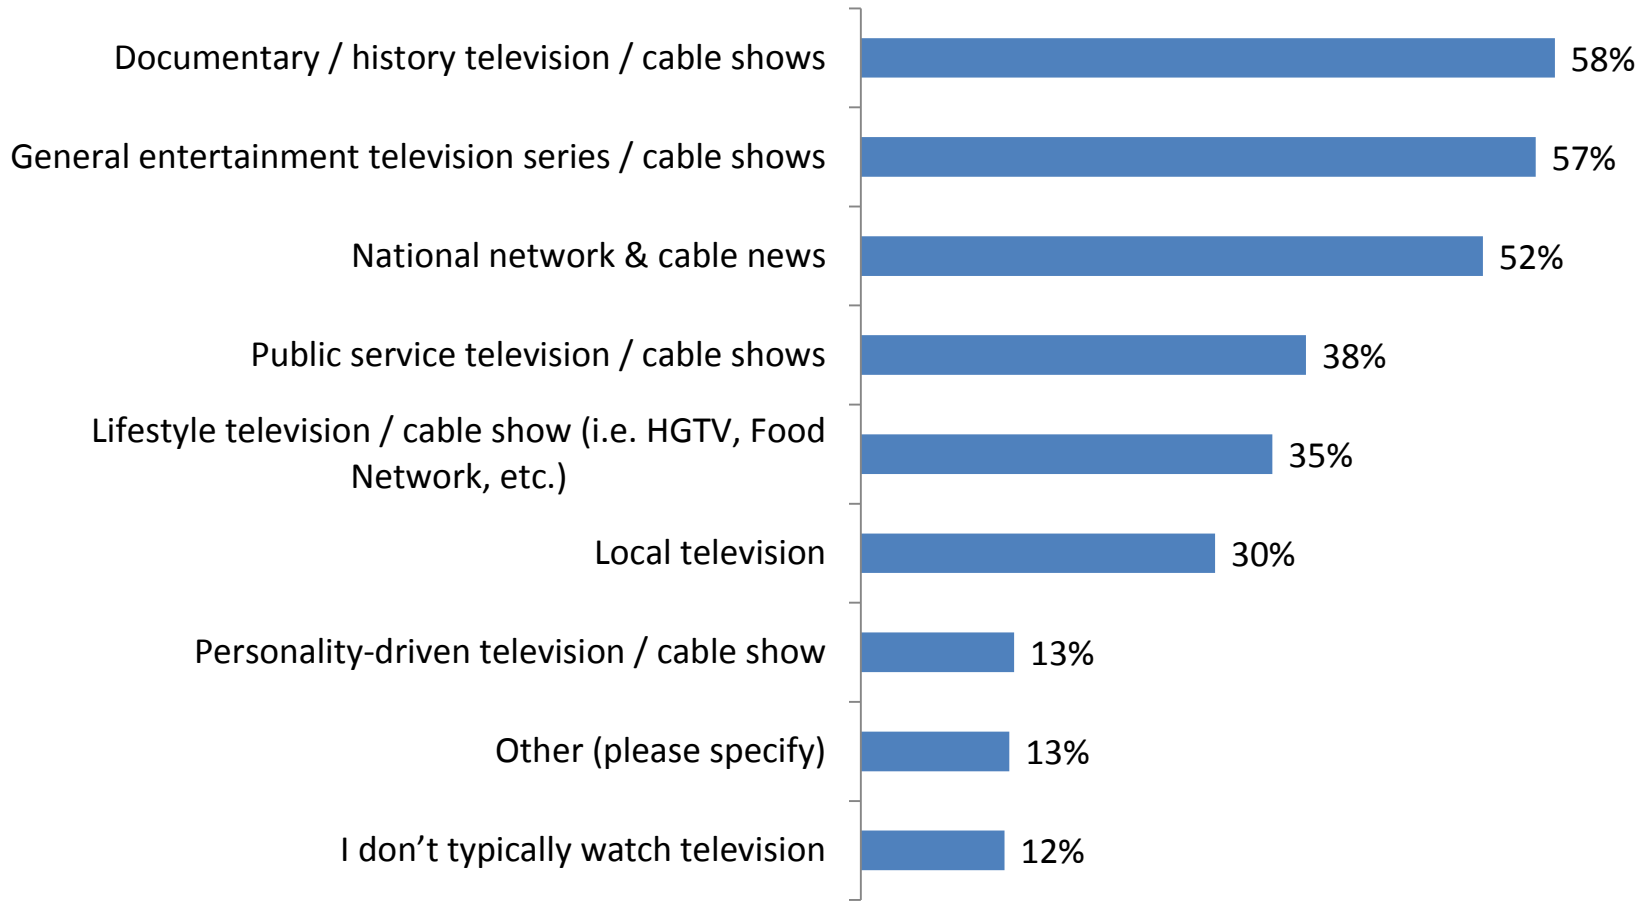 Documentary / history television / cable shows 58%
General entertainment television series / cable shows 57%
National network & cable news 52%
Public service television / cable shows 38%
Lifestyle television / cable show (i.e. HGTV, Food
Network, etc.) 35%
Local television 30%
Personality-driven television / cable show 13%
Other (please specify) 13%
I don’t typically watch television 12%